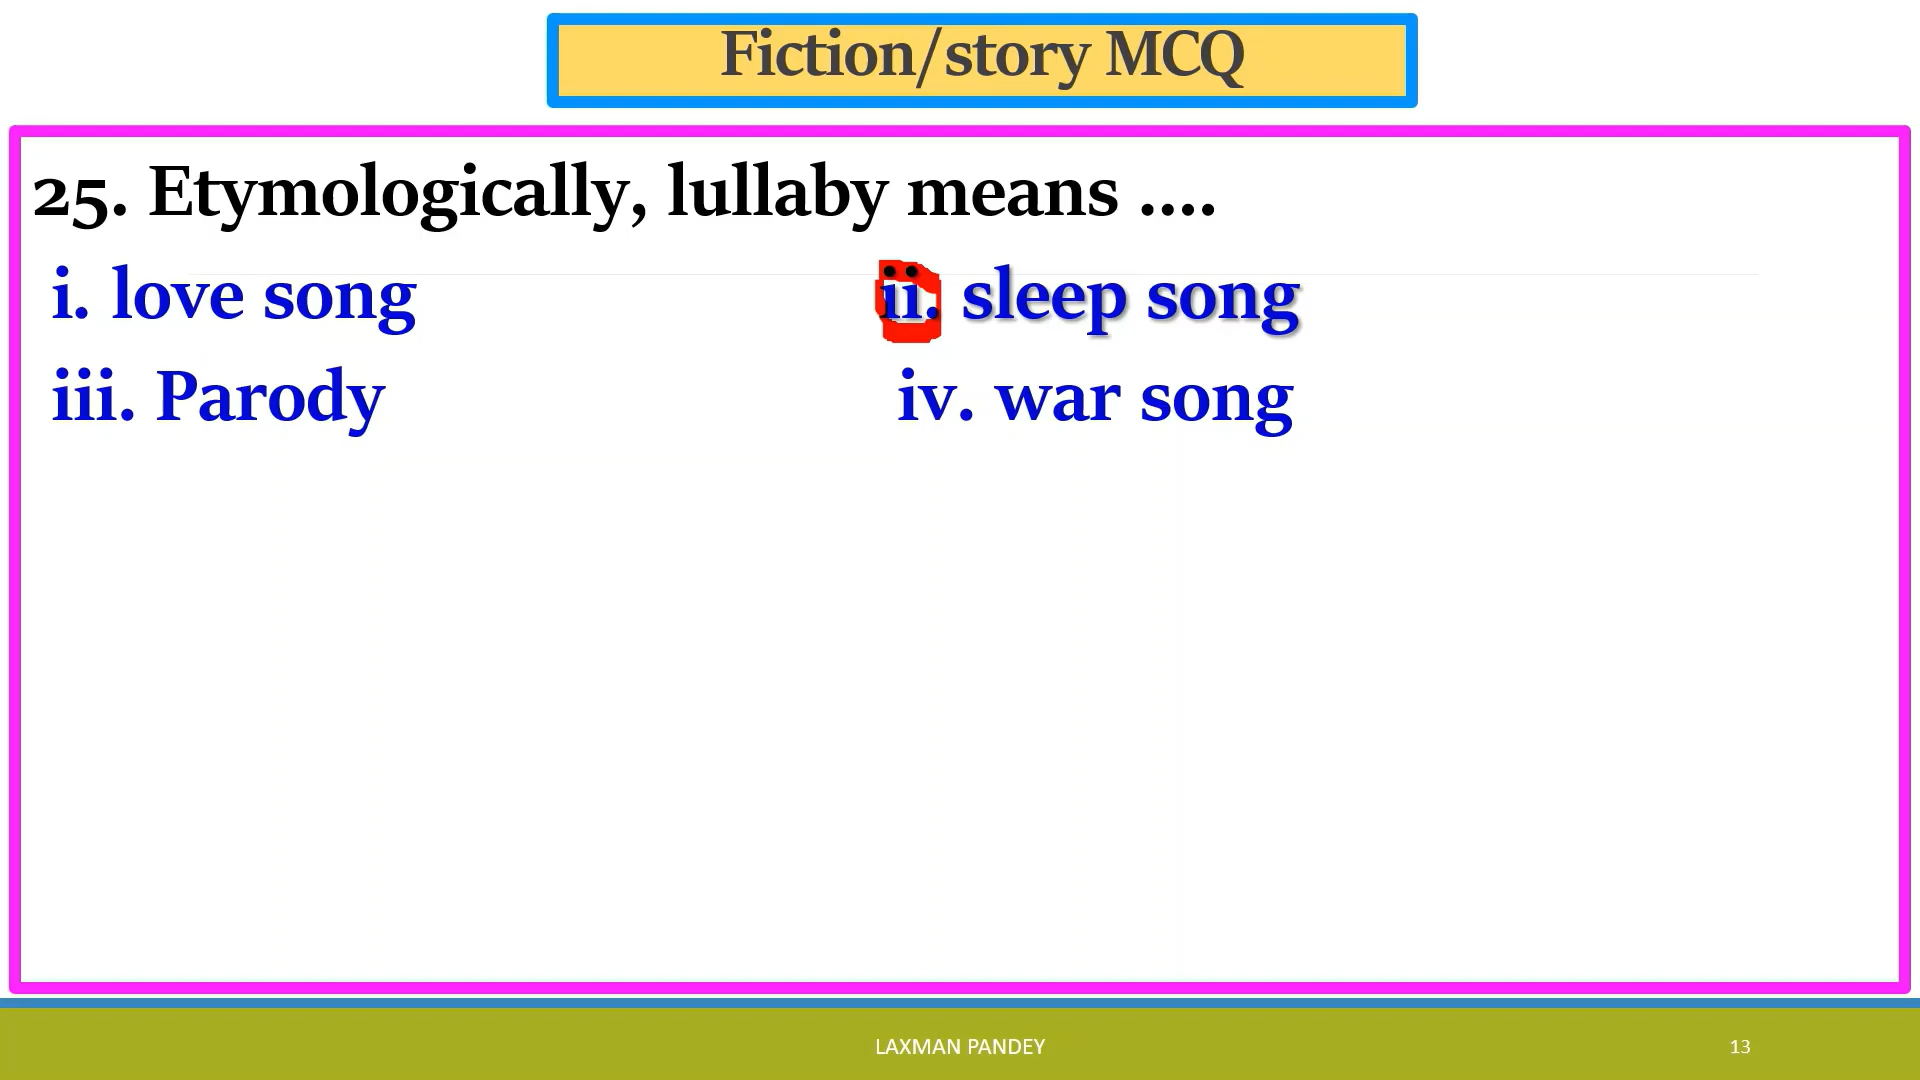 Fiction/story MCQ
25. Etymologically, lullaby means ....
i. love song ii. sleep song
iii. Parody iv. war song
LAXMAN PANDEY 13